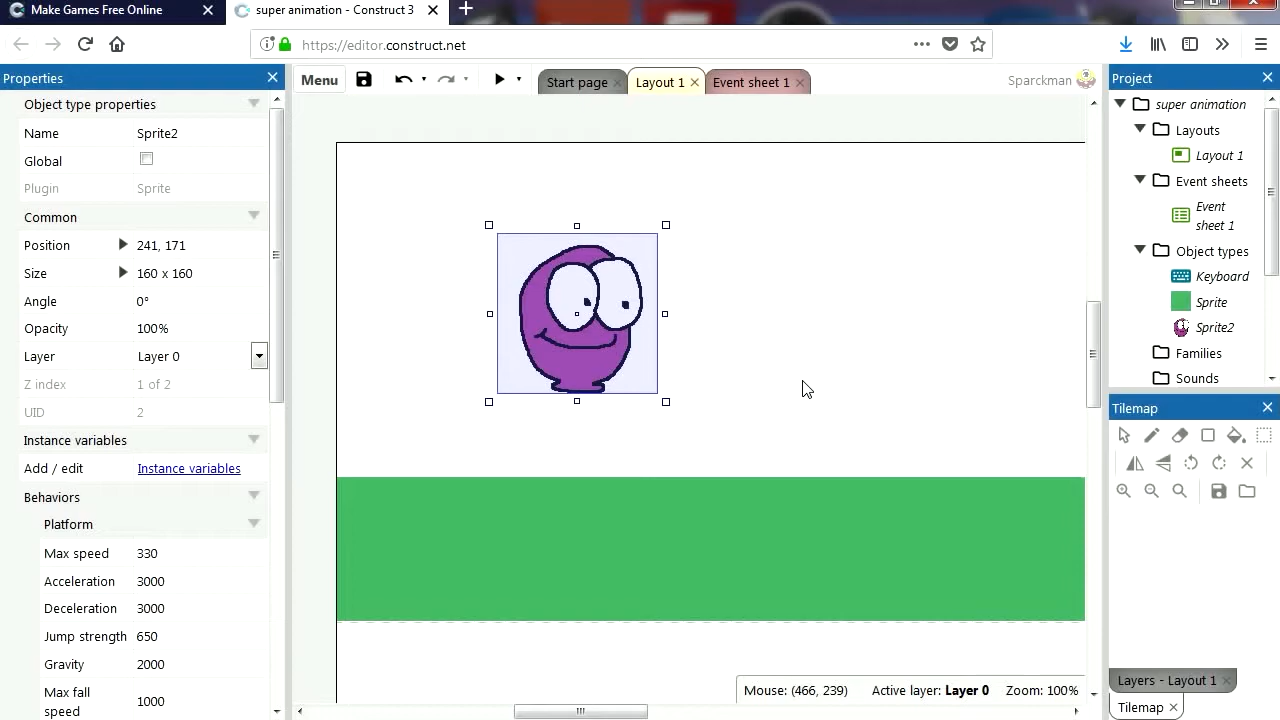 Make Games Free Online
super animation - Construct 3
https://editor.construct.net
Properties
Object type properties
Name Sprite2
Global
Plugin Sprite
Common
Position 241, 171
Size 160 x 160
Angle 0°
Opacity 100%
Layer Layer 0
Z index 1 of 2
UID 2
Instance variables
Add / edit Instance variables
Behaviors
Platform
Max speed 330
Acceleration 3000
Deceleration 3000
Jump strength 650
Gravity 2000
Max fall
speed 1000
Menu
Start page
Layout 1
Event sheet 1
Sparckman
Mouse: (466, 239) Active layer: Layer 0 Zoom: 100%
Project
super animation
Layouts
Layout 1
Event sheets
Event
sheet 1
Object types
Keyboard
Sprite
Sprite2
Families
Sounds
Tilemap
Layers - Layout 1
Tilemap